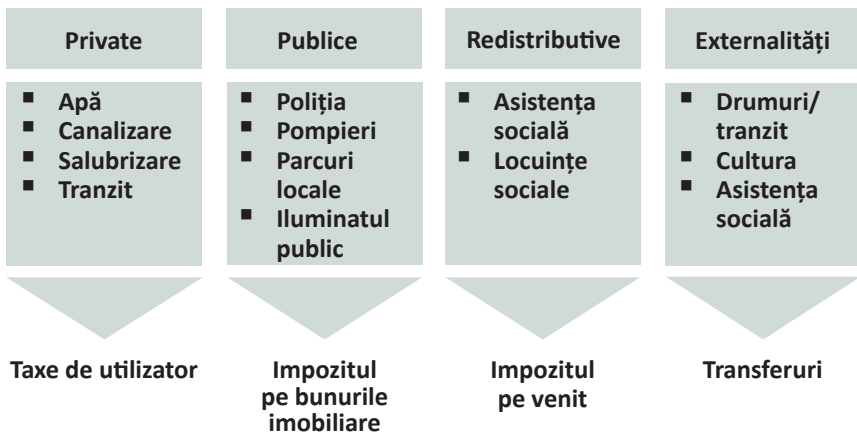 Private
Apă
Canalizare
Salubrizare
Tranzit
Taxe de utilizator
Publice
Poliția
Pompieri
Parcuri
locale
Iluminatul
public
Impozitul
pe bunurile
imobiliare
Redistributive
Asistența
socială
Locuințe
sociale
Impozitul
pe venit
Externalități
Drumuri/
tranzit
Cultura
Asistența
socială
Transferuri